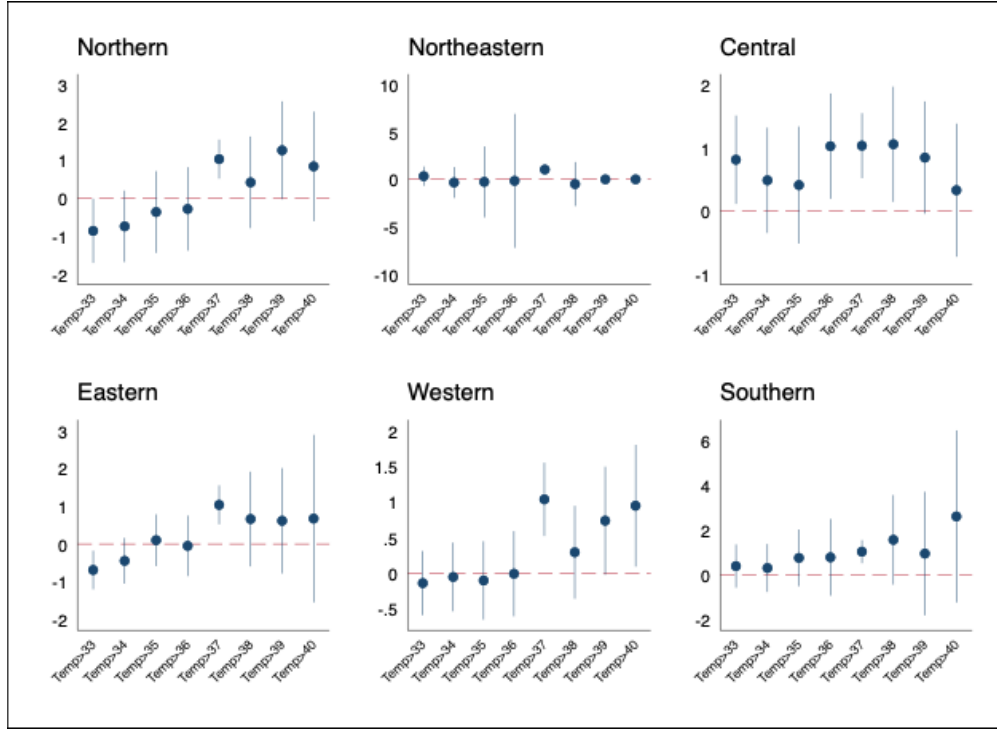 Northern
3
2
1
0
-1
-2
Temp>33
Temp>34
Temp>35
Temp>36
Temp>37
Temp>38
Temp>39
Temp>40
Northeastern
10
5
0
-5
-10
Temp>33
Temp>34
Temp>35
Temp>36
Temp>37
Temp>38
Temp>39
Temp>40
Central
2
1
0
-1
Temp>33
Temp>34
Temp>35
Temp>36
Temp>37
Temp>38
Temp>39
Temp>40
Eastern
3
2
1
0
-1
-2
Temp>33
Temp>34
Temp>35
Temp>36
Temp>37
Temp>38
Temp>39
Temp>40
Western
2
1.5
1
.5
0
-.5
Temp>33
Temp>34
Temp>35
Temp>36
Temp>37
Temp>38
Temp>39
Temp>40
Southern
6
4
2
0
-2
Temp>33
Temp>34
Temp>35
Temp>36
Temp>37
Temp>38
Temp>39
Temp>40